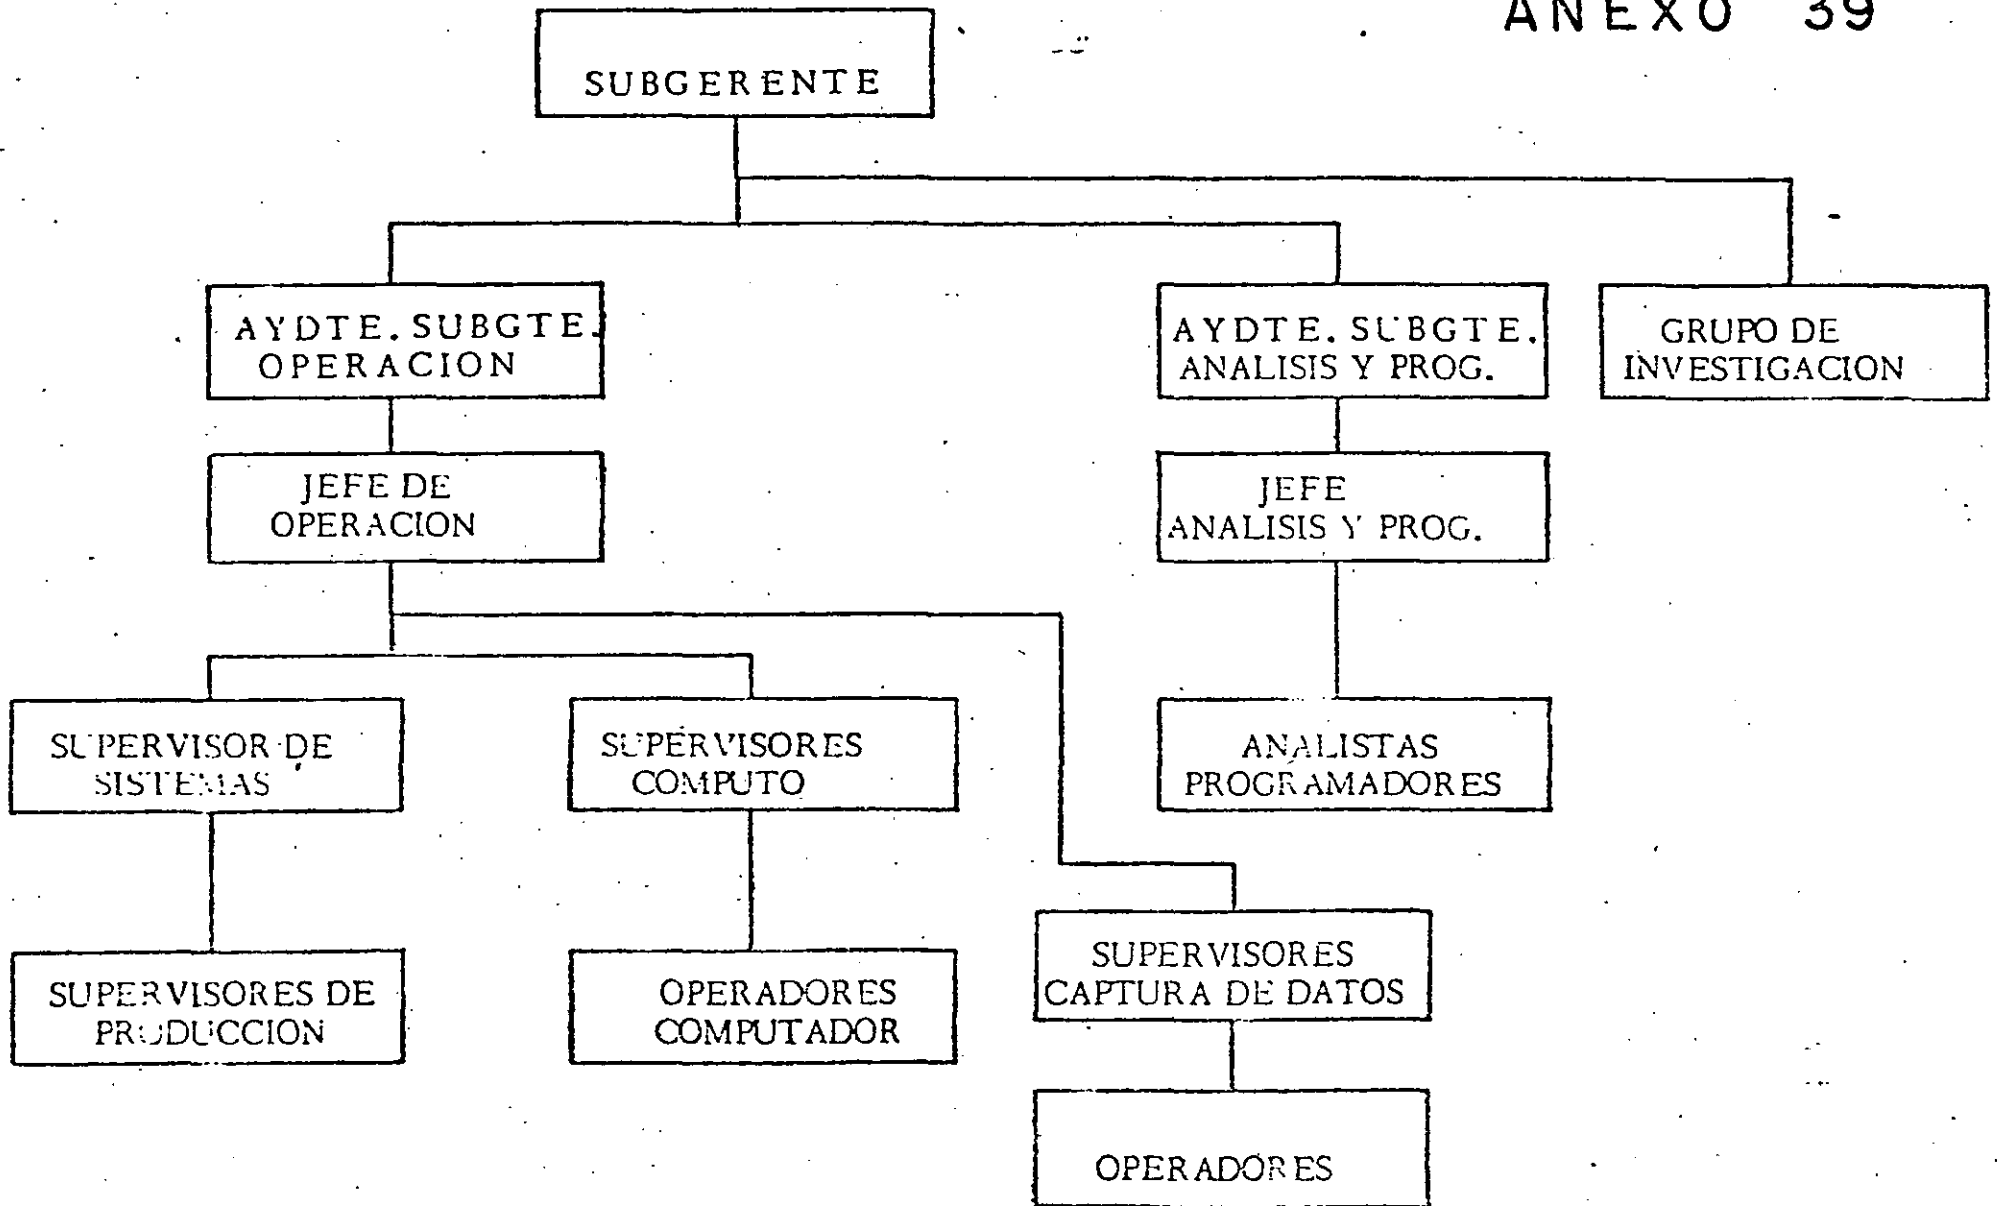 ANEXO 39
SUBGERENTE
AYDTE. SUBGTE.
OPERACION
AYDTE. SUBGTE.
ANALISIS Y PROG.
GRUPO DE
INVESTIGACION
JEFE DE
OPERACION
JEFE
ANALISIS Y PROG.
SUPERVISOR DE
SISTEMAS
SUPERVISORES
COMPUTO
ANALISTAS
PROGRAMADORES
SUPERVISORES DE
PRODUCCION
OPERADORES
COMPUTADOR
SUPERVISORES
CAPTURA DE DATOS
OPERADORES